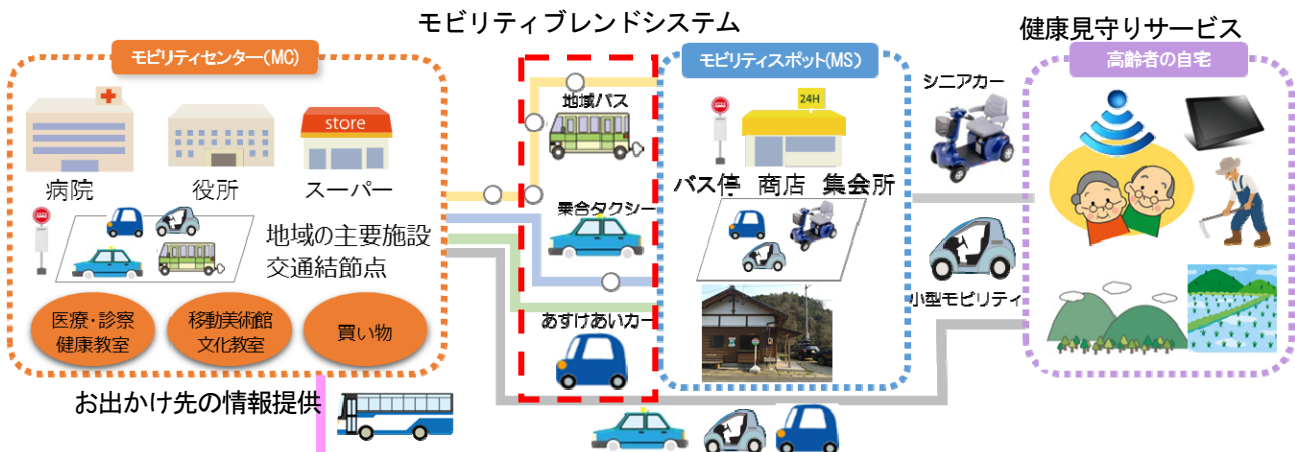 モビリティブレンドシステム
健康見守りサービス
モビリティセンター(MC)
store
病院
役所
スーパー
地域の主要施設
交通結節点
医療・診察
健康教室
移動美術館
文化教室
買い物
お出かけ先の情報提供
地域バス
乗合タクシー
あすけあいカー
モビリティスポット(MS)
24H
バス停 商店 集会所
シニアカー
小型モビリティ
高齢者の自宅